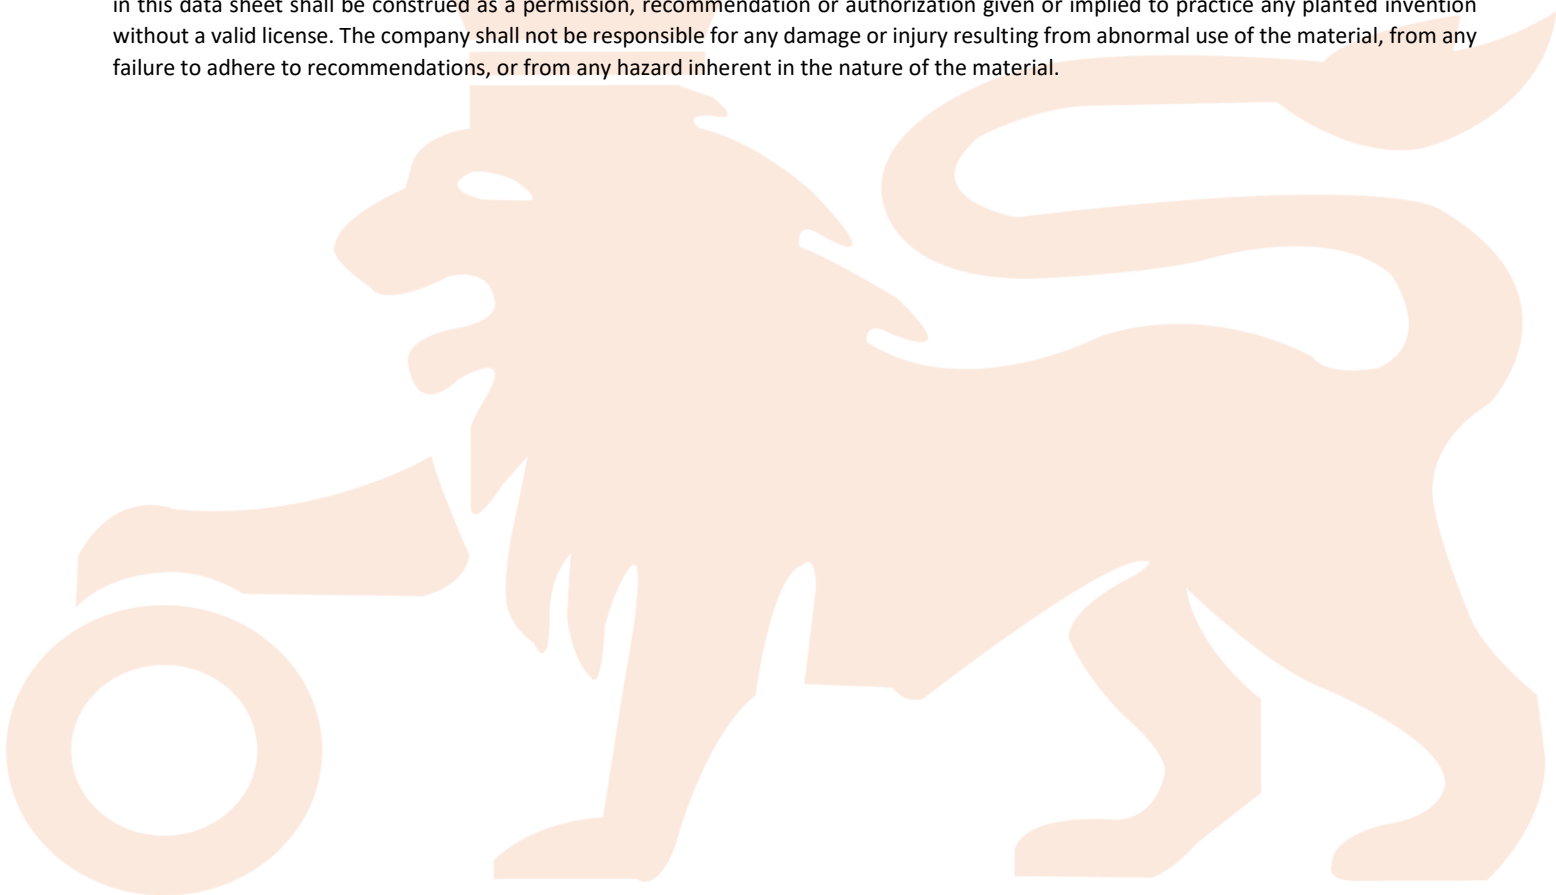 in this data sheet shall be construed as a permission, recommendation or authorization given or implied to practice any planted invention
without a valid license. The company shall not be responsible for any damage or injury resulting from abnormal use of the material, from any
failure to adhere to recommendations, or from any hazard inherent in the nature of the material.